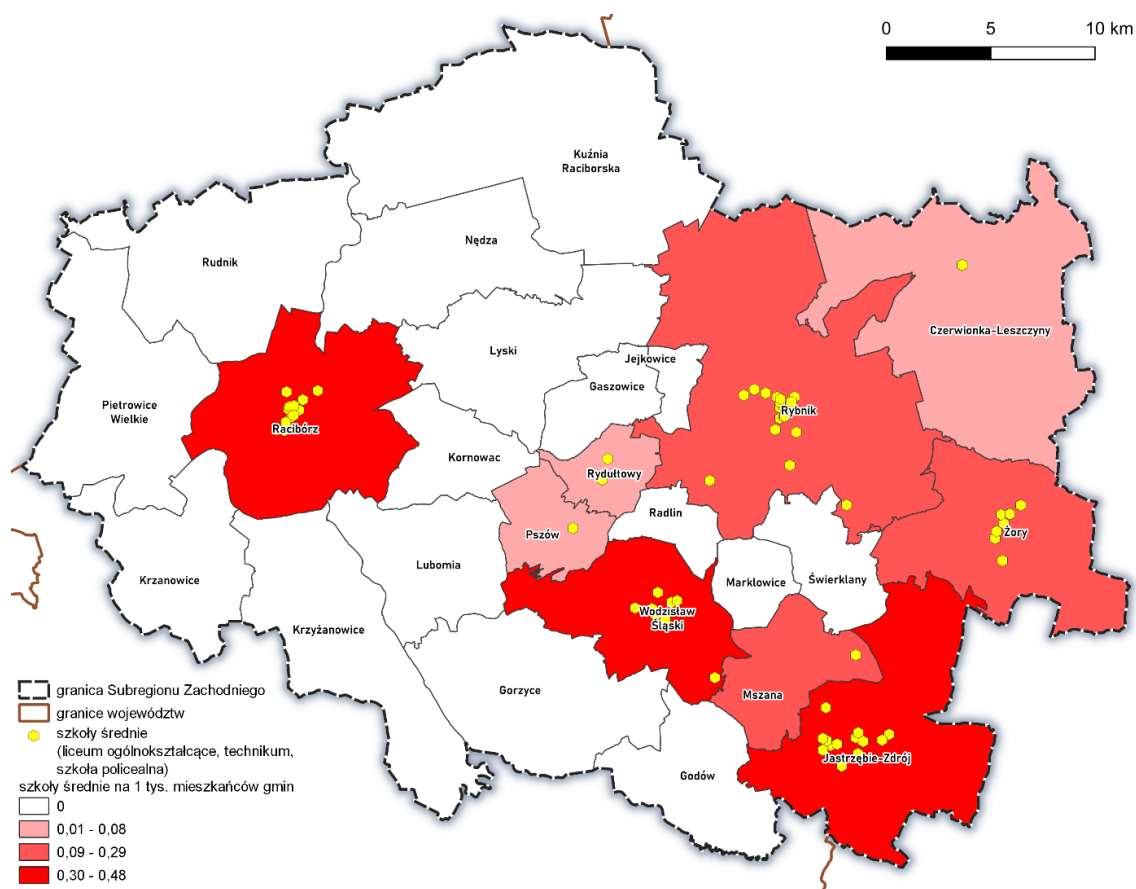 0
5
10 km
Kuźnia
Raciborska
Nędza
Rudnik
Czerwionka-Leszczyny
Lyski
Jejkowice
Gaszowice
Pietrowice
Wielkie
Rybnik
Racibórz
Kornowac
Rydułtowy
Radlin
Pszów
Żory
Lubomia
Krzanowice
Marklowice
Świerklany
Wodzisław
Śląski
Krzyżanowice
Gorzyce
Mszana
Godów
Jastrzębie-Zdrój
granica Subregionu Zachodniego
granice województw
szkoły średnie
(liceum ogólnokształcące, technikum,
szkoła policealna)
szkoły średnie na 1 tys. mieszkańców gmin
0
0,01 - 0,08
0,09 - 0,29
0,30 - 0,48